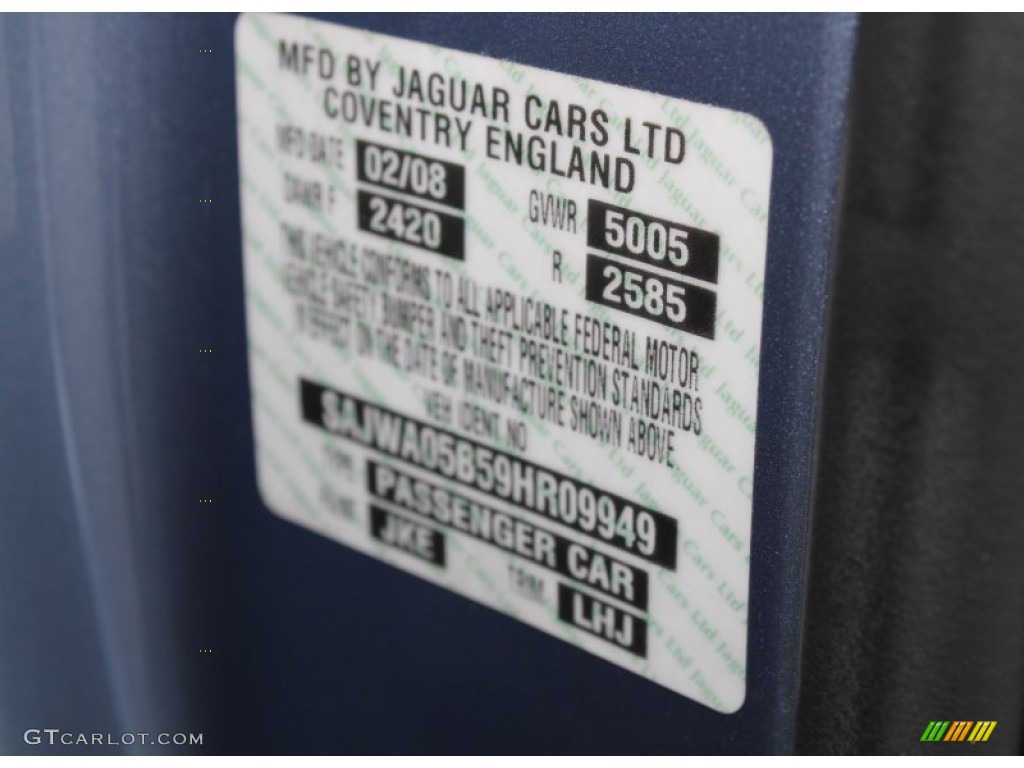 MFD BY JAGUAR CARS LTD
COVENTRY ENGLAND
MFD DATE 02/08 GVWR 5005
GAWR F 2420 R 2585
THIS VEHICLE CONFORMS TO ALL APPLICABLE FEDERAL MOTOR
VEHICLE SAFETY BUMPER AND THEFT PREVENTION STANDARDS
IN EFFECT ON THE DATE OF MANUFACTURE SHOWN ABOVE
VEH IDENT NO
SAJWA05B59HR09949
TYPE PASSENGER CAR
JKE TRIM LHJ
GTCARLOT.COM